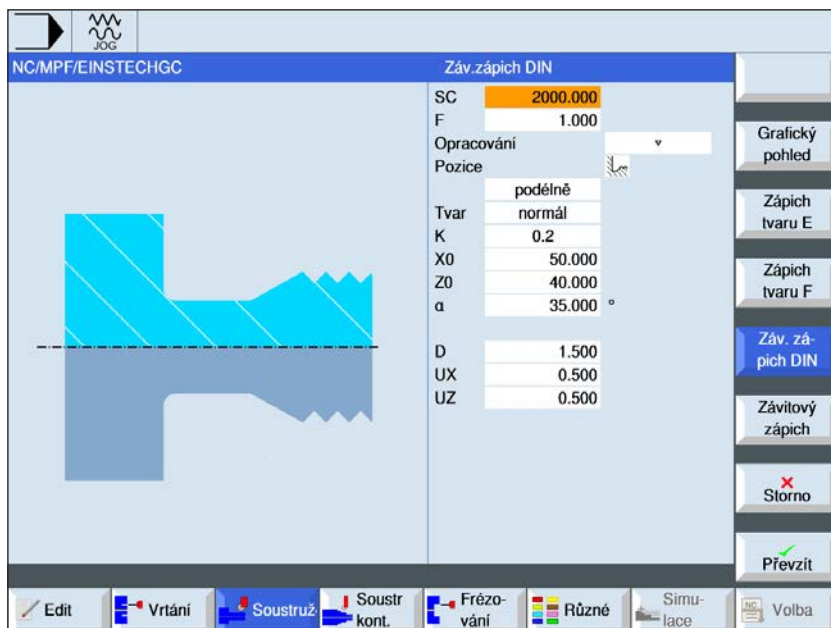 JOG
NC/MPF/EINSTECHGC
Záv.zápich DIN
SC 2000.000
F 1.000
Opracování ▿
Pozice
podélně
Tvar normál
K 0.2
X0 50.000
Z0 40.000
α 35.000 °
D 1.500
UX 0.500
UZ 0.500
Grafický
pohled
Zápich
tvaru E
Zápich
tvaru F
Záv. zá-
pich DIN
Závitový
zápich
Storno
Převzít
Edit
Vrtání
Soustruž
Soustr
kont.
Frézo-
vání
Různé
Simu-
lace
NC
Volba